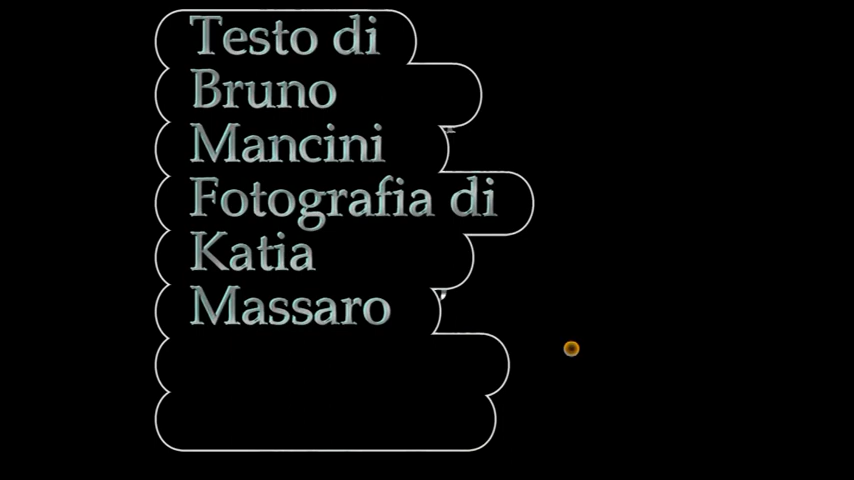 Testo di
Bruno
Mancini
Fotografia di
Katia
Massaro